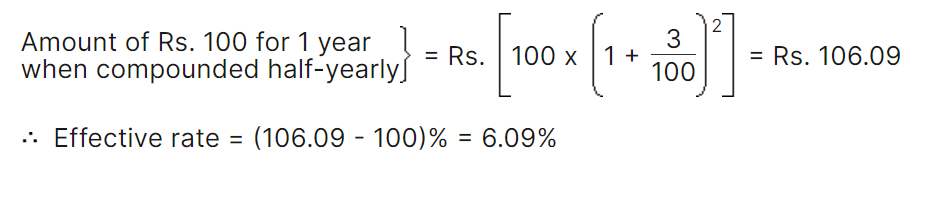 Amount of Rs. 100 for 1 year
when compounded half-yearly} = Rs. [100 x (1 + 3/100)²] = Rs. 106.09
∴ Effective rate = (106.09 - 100)% = 6.09%